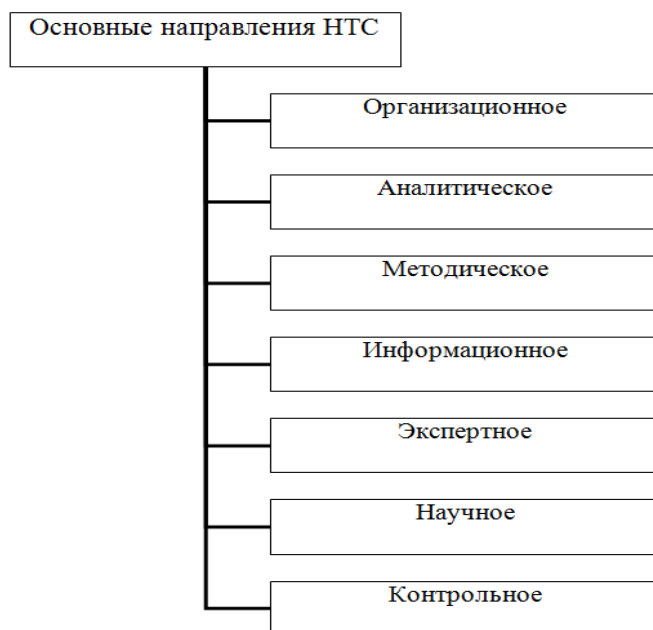 Основные направления НТС
Организационное
Аналитическое
Методическое
Информационное
Экспертное
Научное
Контрольное